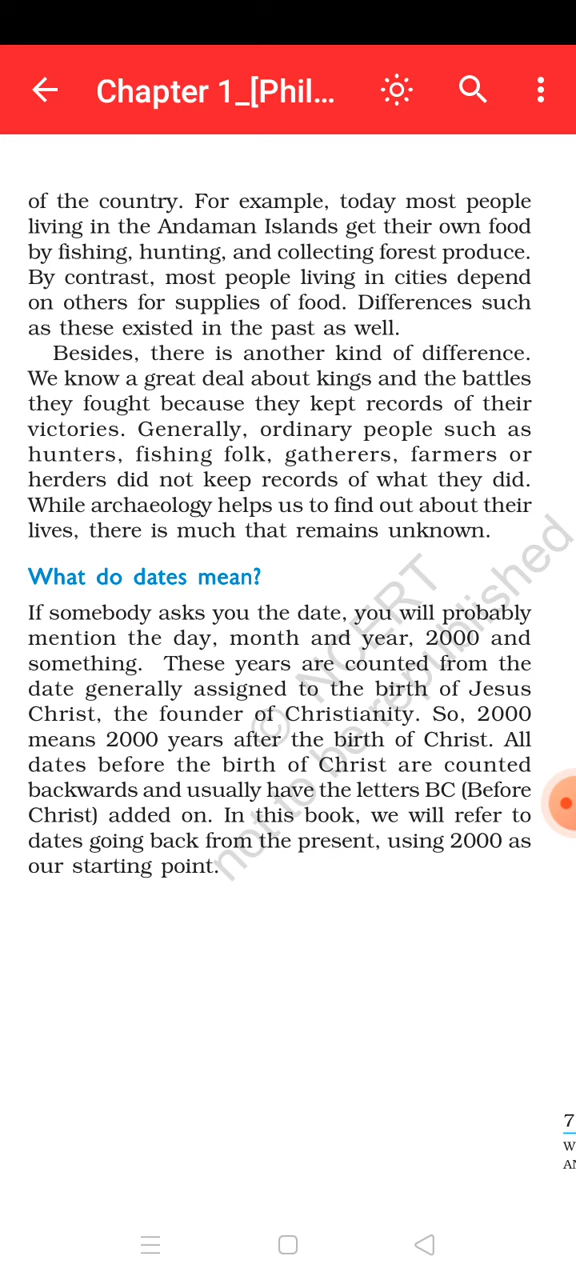 Chapter 1_[Phil...
of the country. For example, today most people
living in the Andaman Islands get their own food
by fishing, hunting, and collecting forest produce.
By contrast, most people living in cities depend
on others for supplies of food. Differences such
as these existed in the past as well.
Besides, there is another kind of difference.
We know a great deal about kings and the battles
they fought because they kept records of their
victories. Generally, ordinary people such as
hunters, fishing folk, gatherers, farmers or
herders did not keep records of what they did.
While archaeology helps us to find out about their
lives, there is much that remains unknown.
What do dates mean?
If somebody asks you the date, you will probably
mention the day, month and year, 2000 and
something. These years are counted from the
date generally assigned to the birth of Jesus
Christ, the founder of Christianity. So, 2000
means 2000 years after the birth of Christ. All
dates before the birth of Christ are counted
backwards and usually have the letters BC (Before
Christ) added on. In this book, we will refer to
dates going back from the present, using 2000 as
our starting point.
© NCERT
not to be republished
7
W
AN